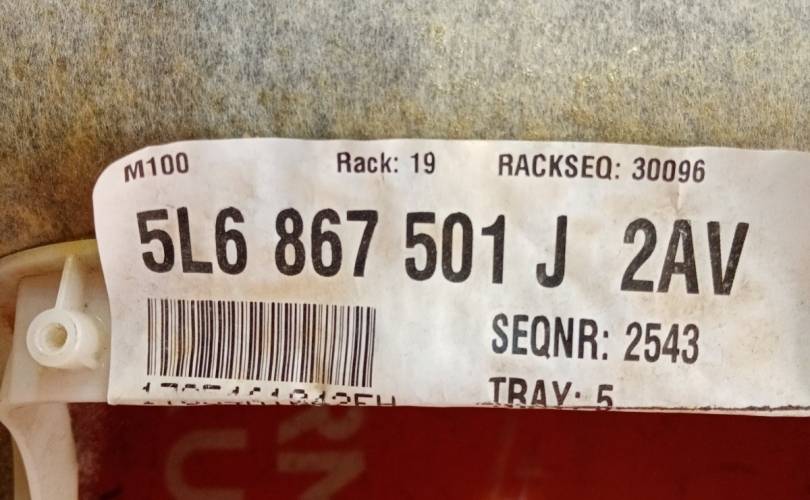 M100 Rack: 19 RACKSEQ: 30096
5L6 867 501 J 2AV
SEQNR: 2543
TRAY: 5